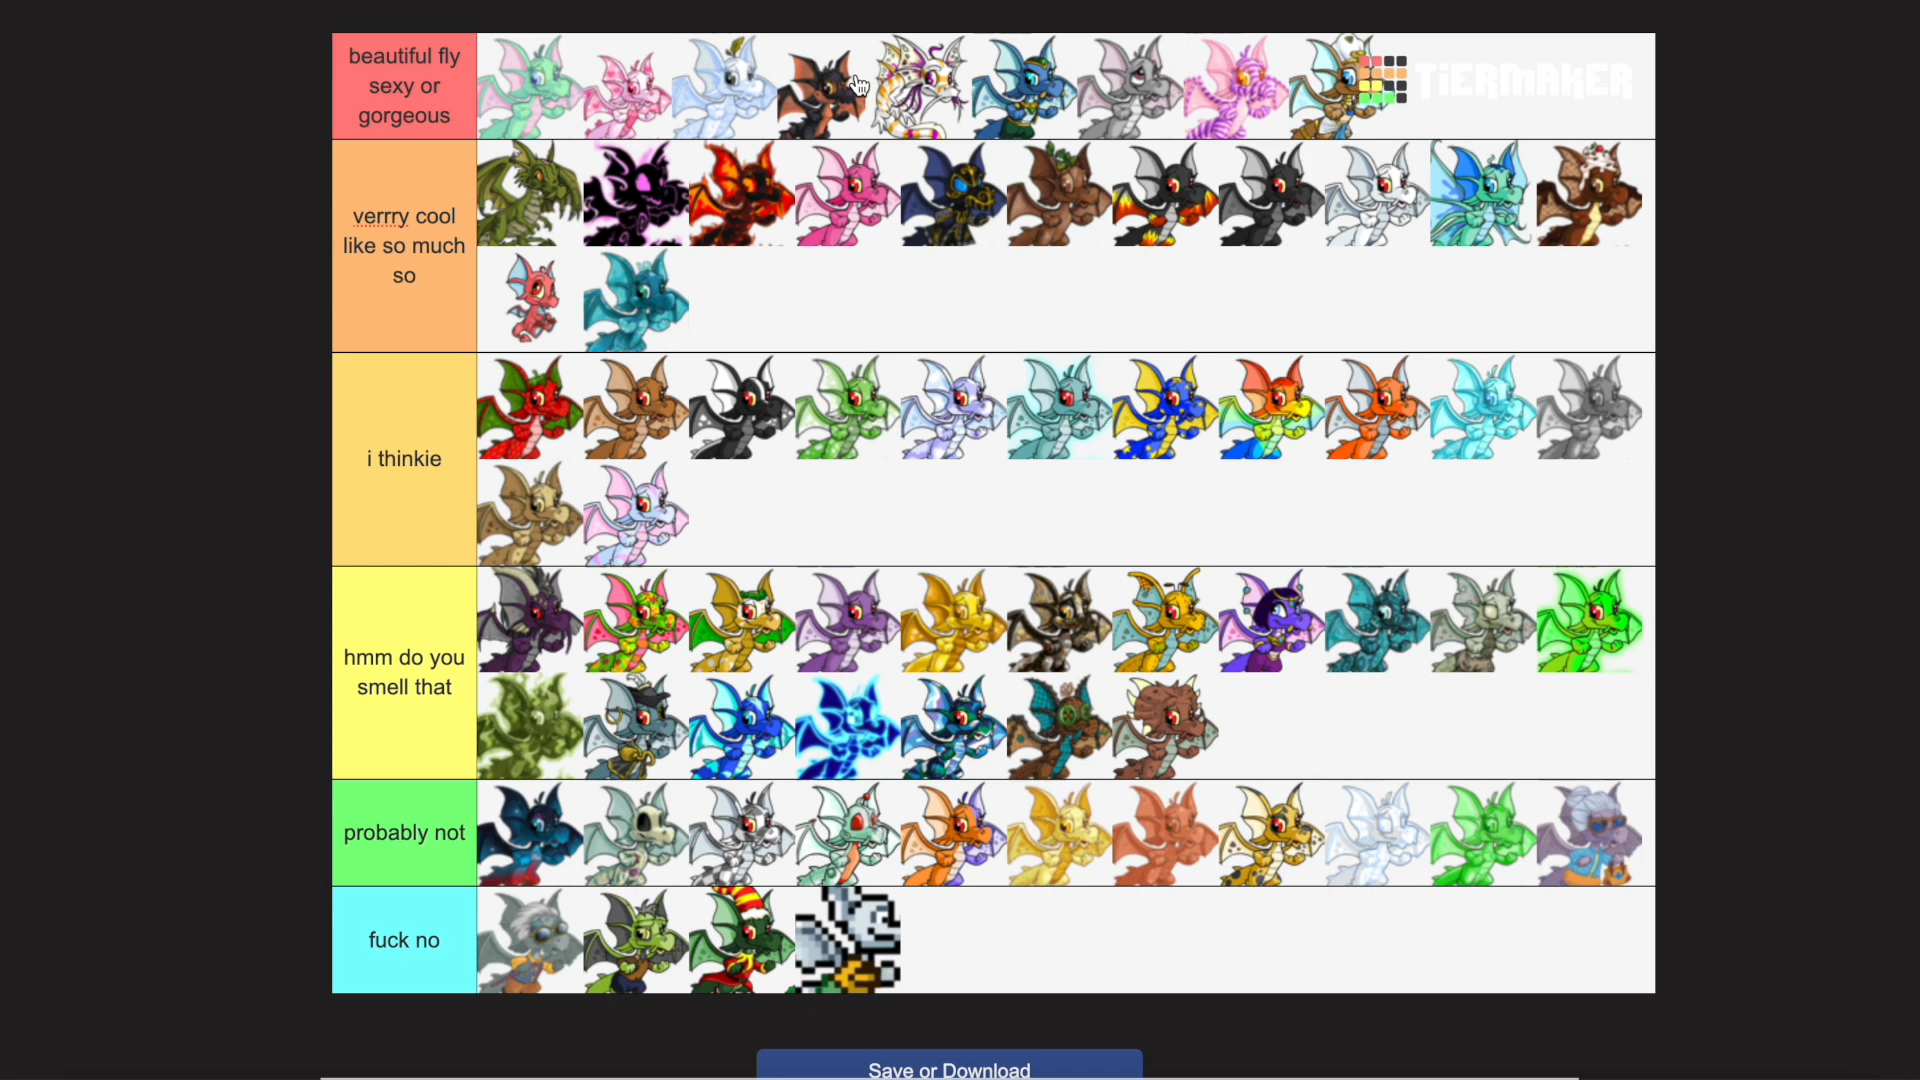 beautiful fly
sexy or
gorgeous
TiERMAKER
verrry cool
like so much
so
i thinkie
hmm do you
smell that
probably not
fuck no
Save or Download